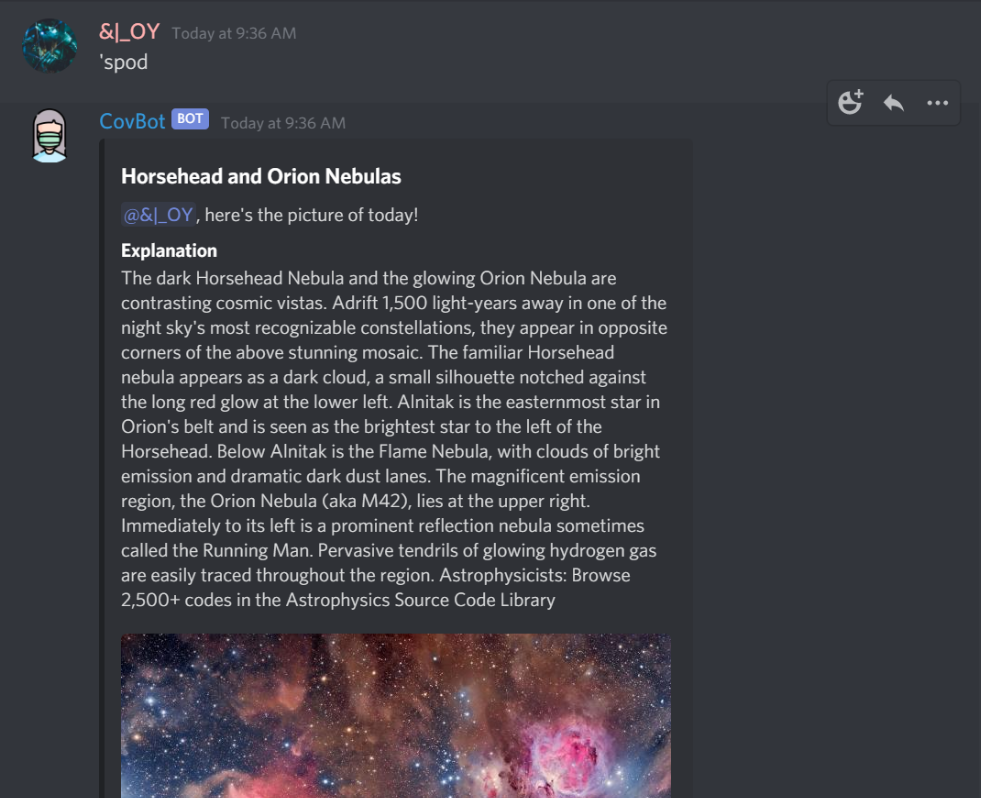 &|_OY Today at 9:36 AM
'spod
CovBot BOT Today at 9:36 AM
Horsehead and Orion Nebulas
@&|_OY, here's the picture of today!
Explanation
The dark Horsehead Nebula and the glowing Orion Nebula are
contrasting cosmic vistas. Adrift 1,500 light-years away in one of the
night sky's most recognizable constellations, they appear in opposite
corners of the above stunning mosaic. The familiar Horsehead
nebula appears as a dark cloud, a small silhouette notched against
the long red glow at the lower left. Alnitak is the easternmost star in
Orion's belt and is seen as the brightest star to the left of the
Horsehead. Below Alnitak is the Flame Nebula, with clouds of bright
emission and dramatic dark dust lanes. The magnificent emission
region, the Orion Nebula (aka M42), lies at the upper right.
Immediately to its left is a prominent reflection nebula sometimes
called the Running Man. Pervasive tendrils of glowing hydrogen gas
are easily traced throughout the region. Astrophysicists: Browse
2,500+ codes in the Astrophysics Source Code Library